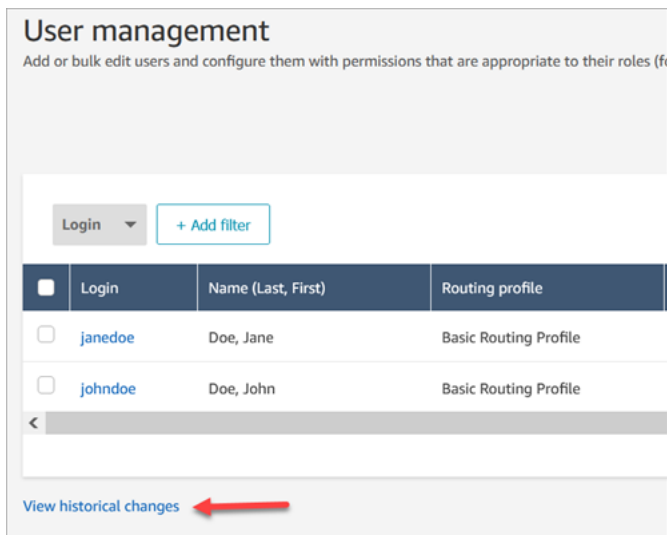 User management
Add or bulk edit users and configure them with permissions that are appropriate to their roles
Login
+ Add filter
Login Name (Last, First) Routing profile
janedoe Doe, Jane Basic Routing Profile
johndoe Doe, John Basic Routing Profile
View historical changes